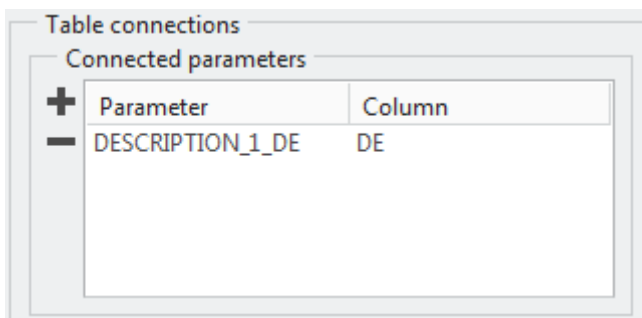 Table connections
Connected parameters
Parameter Column
DESCRIPTION_1_DE DE